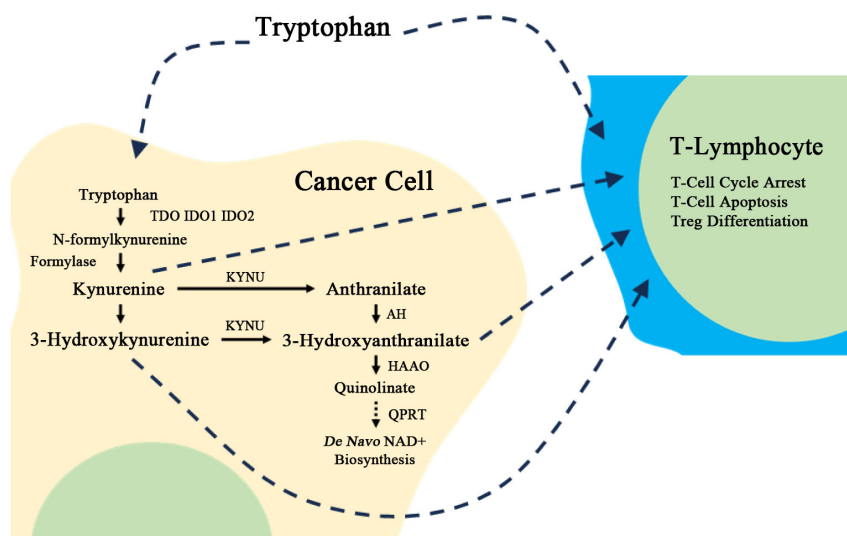 Tryptophan
T-Lymphocyte
T-Cell Cycle Arrest
T-Cell Apoptosis
Treg Differentiation
Cancer Cell
Tryptophan
TDO IDO1 IDO2
N-formylkynurenine
Formylase
Kynurenine
KYNU
Anthranilate
AH
3-Hydroxykynurenine
KYNU
3-Hydroxyanthranilate
HAAO
Quinolinate
QPRT
De Navo NAD+
Biosynthesis